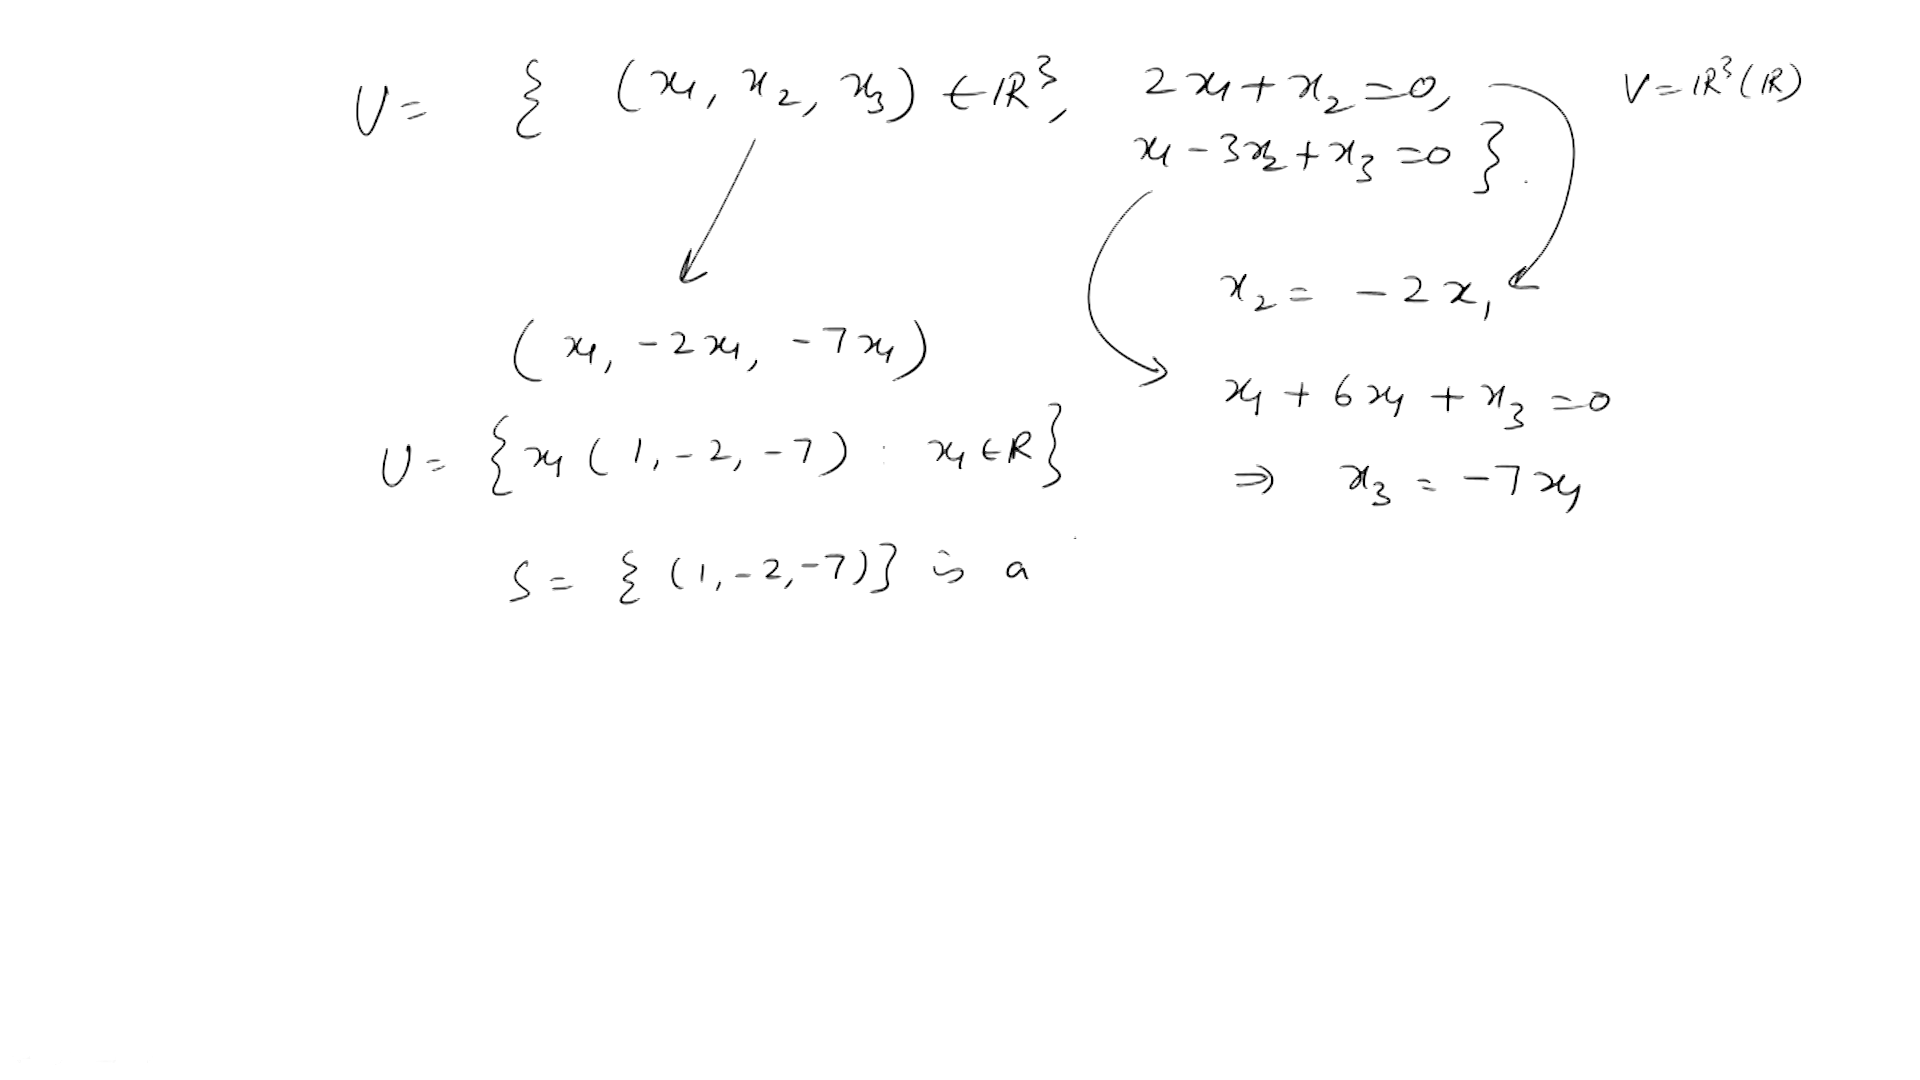 U = { (x₁, x₂, x₃) ∈ ℝ³, 2x₁ + x₂ = 0, V = ℝ³(ℝ)
x₁ - 3x₂ + x₃ = 0 }.
x₂ = -2x₁
(x₁, -2x₁, -7x₁)
x₁ + 6x₁ + x₃ = 0
U = { x₁ (1, -2, -7) : x₁ ∈ ℝ }
⇒ x₃ = -7x₁
S = { (1, -2, -7) } is a